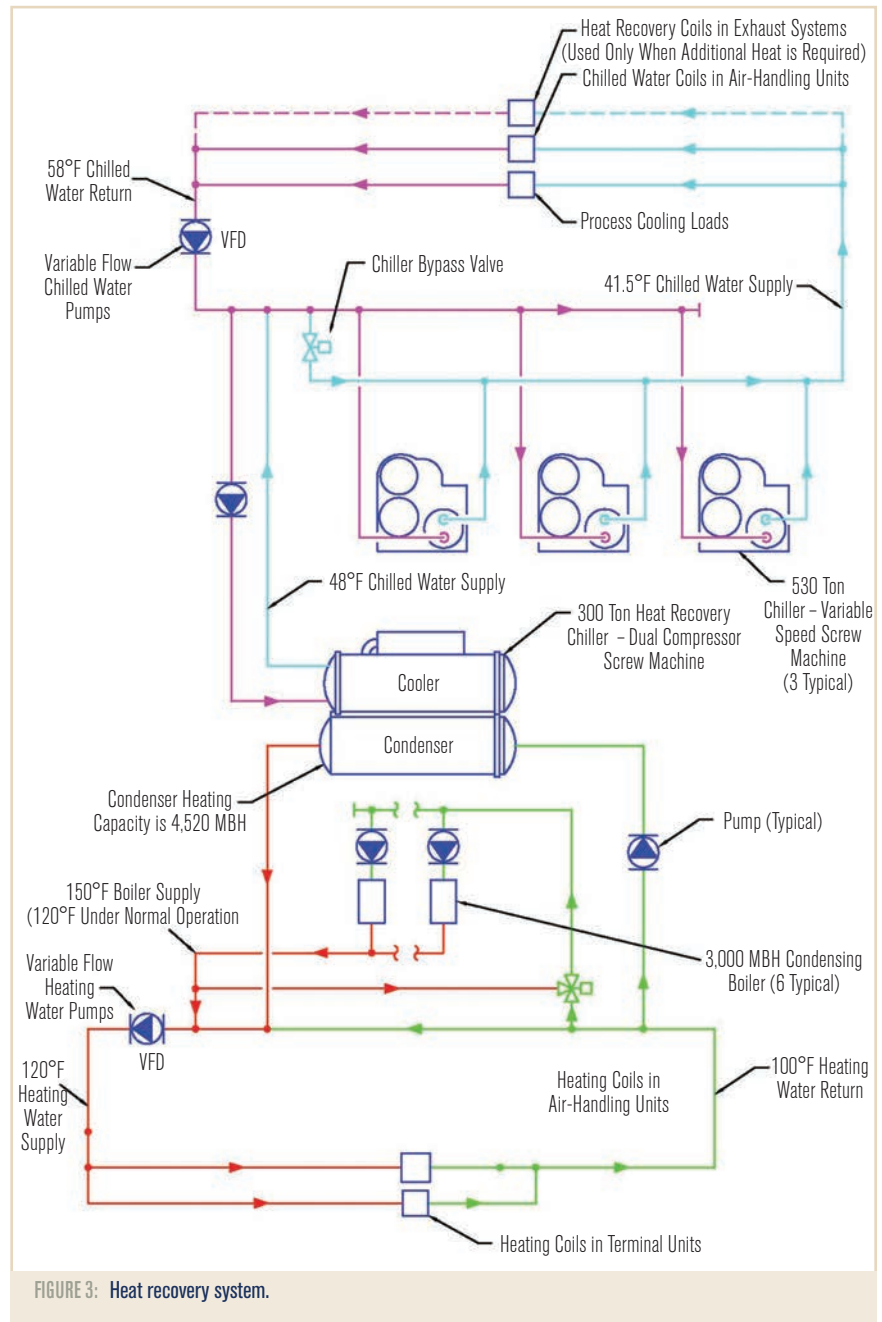 Heat Recovery Coils in Exhaust Systems
(Used Only When Additional Heat is Required)
Chilled Water Coils in Air-Handling Units
58°F Chilled
Water Return
Process Cooling Loads
VFD
Variable Flow
Chilled Water
Pumps
Chiller Bypass Valve
41.5°F Chilled Water Supply
48°F Chilled Water Supply
530 Ton
Chiller – Variable
Speed Screw
Machine
(3 Typical)
300 Ton Heat Recovery
Chiller – Dual Compressor
Screw Machine
Cooler
Condenser
Condenser Heating
Capacity is 4,520 MBH
Pump (Typical)
150°F Boiler Supply
(120°F Under Normal Operation
3,000 MBH Condensing
Boiler (6 Typical)
Variable Flow
Heating
Water Pumps
VFD
120°F
Heating
Water
Supply
Heating Coils in
Air-Handling Units
100°F Heating
Water Return
Heating Coils in Terminal Units
FIGURE 3: Heat recovery system.